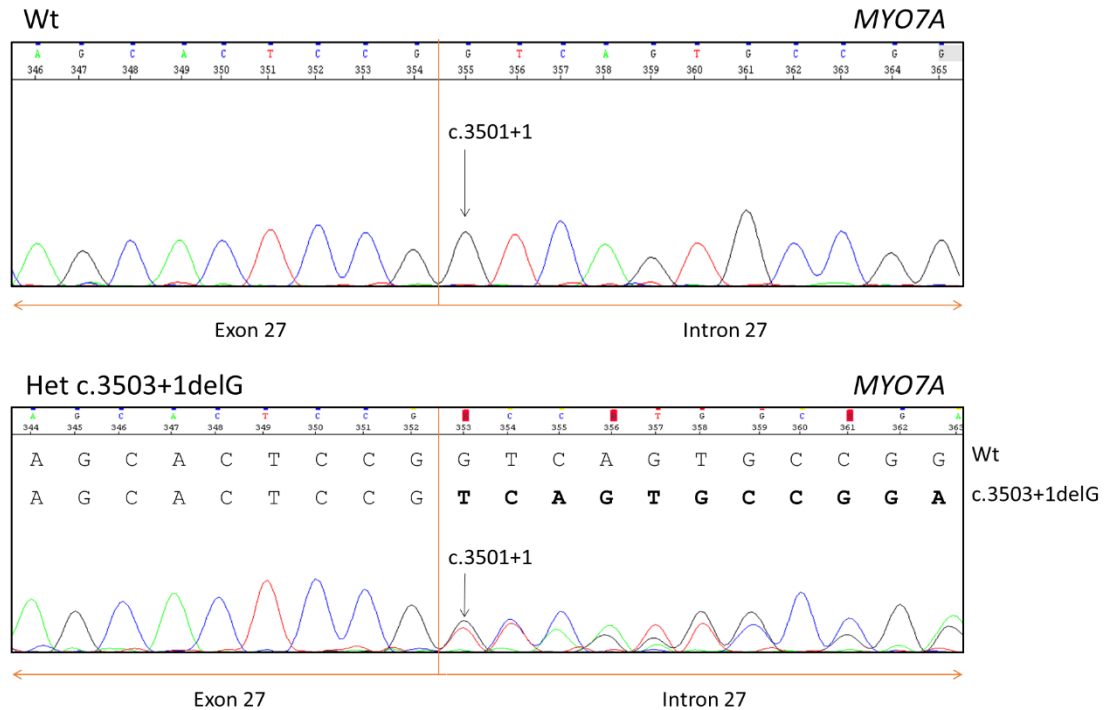 Wt MYO7A
A G C A C T C C G G T C A G T G C C G G
346 347 348 349 350 351 352 353 354 355 356 357 358 359 360 361 362 363 364 365
c.3501+1
Exon 27 Intron 27
Het c.3503+1delG MYO7A
A G C A C T C C G C C T G G C G A
344 345 346 347 348 349 350 351 352 353 354 355 356 357 358 359 360 361 362 363
A G C A C T C C G G T C A G T G C C G G Wt
A G C A C T C C G T C A G T G C C G G A c.3503+1delG
c.3501+1
Exon 27 Intron 27